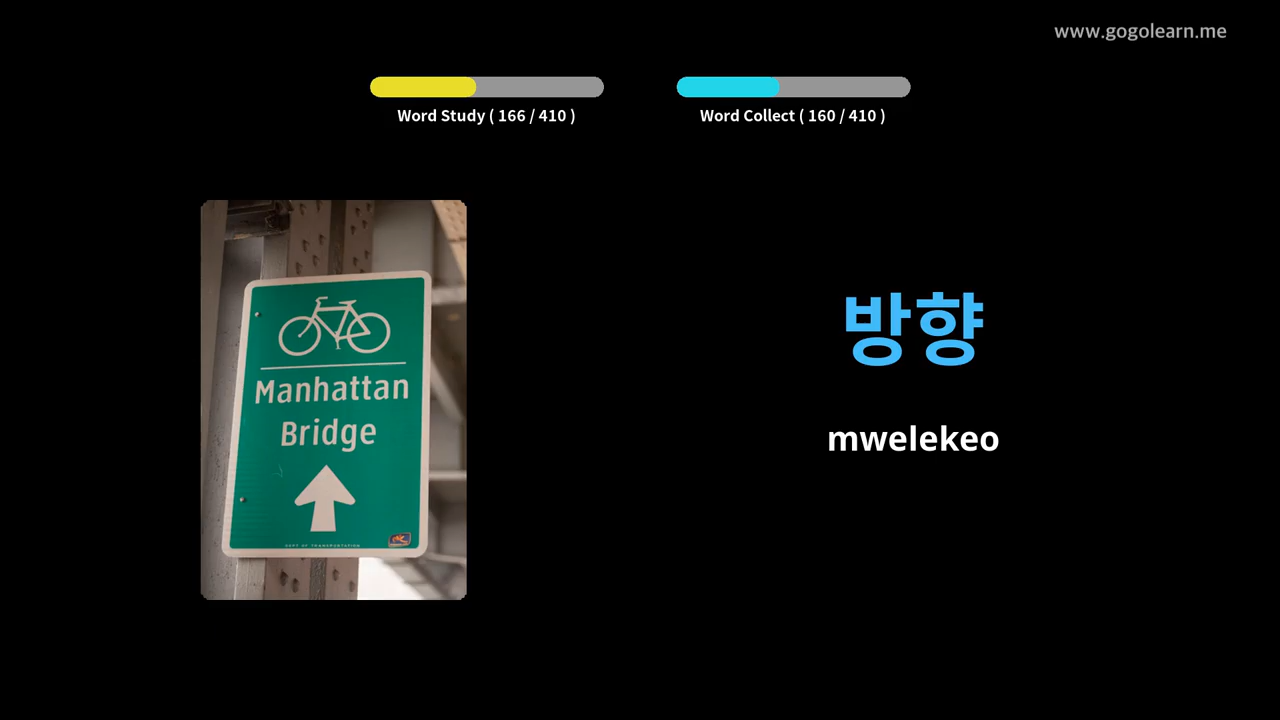 www.gogolearn.me
Word Study ( 166 / 410 )
Word Collect ( 160 / 410 )
Manhattan
Bridge
방향
mwelekeo